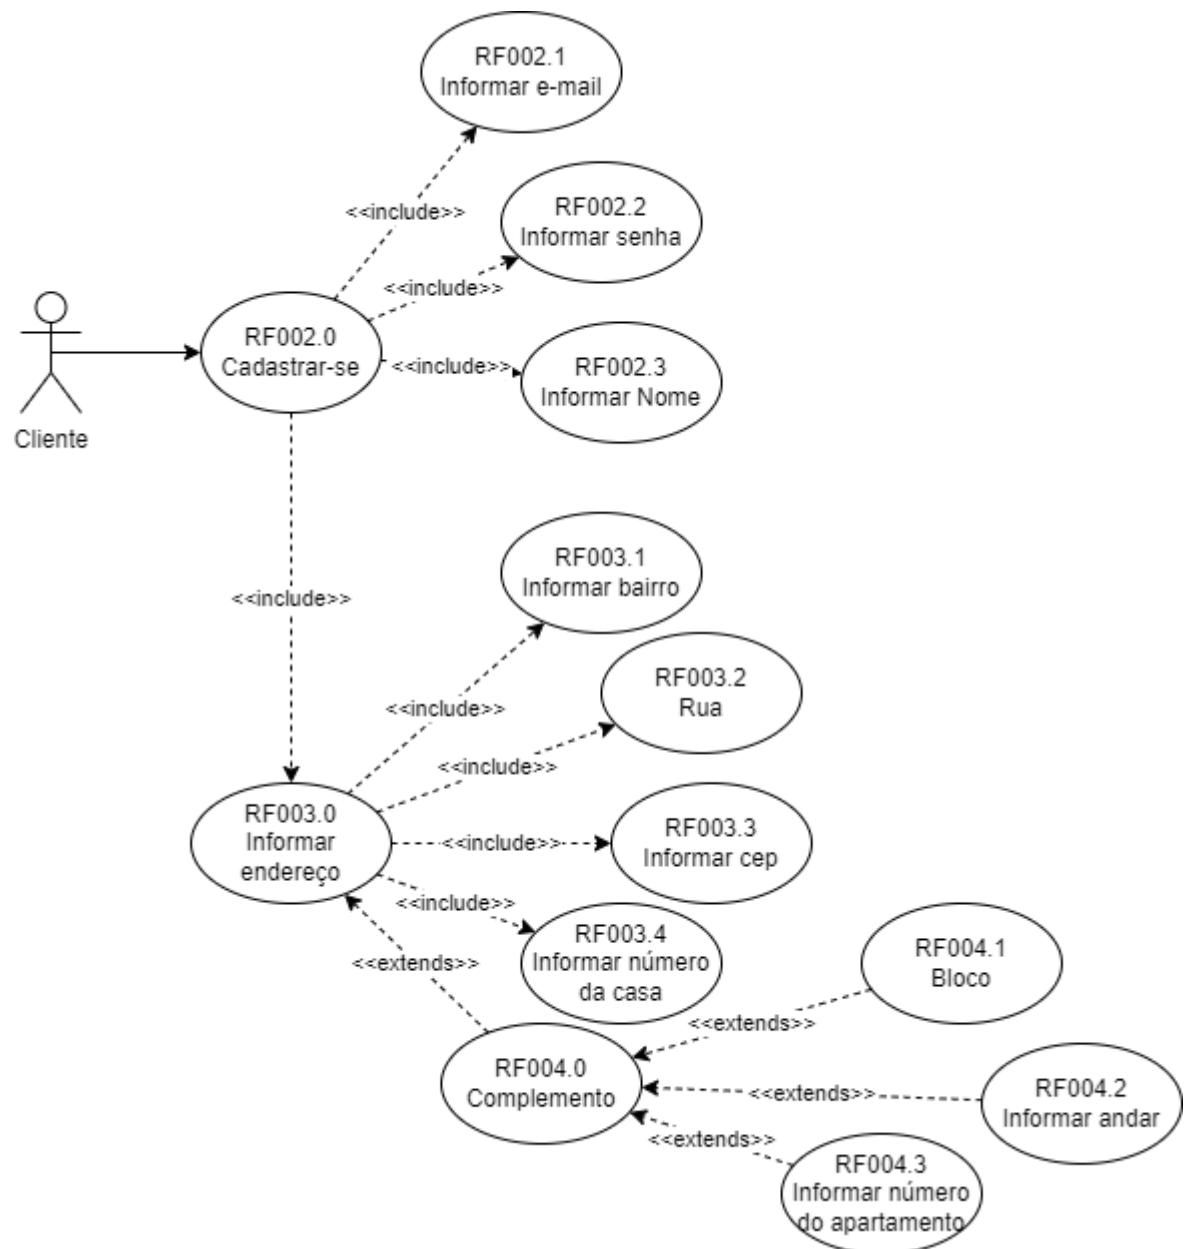 RF002.1
Informar e-mail
<<include>>
RF002.2
Informar senha
<<include>>
RF002.0
Cadastrar-se
<<include>>
RF002.3
Informar Nome
Cliente
<<include>>
RF003.1
Informar bairro
<<include>>
RF003.2
Rua
<<include>>
RF003.0
Informar
endereço
<<include>>
RF003.3
Informar cep
<<include>>
RF003.4
Informar número
da casa
<<extends>>
RF004.1
Bloco
<<extends>>
RF004.0
Complemento
<<extends>>
RF004.2
Informar andar
<<extends>>
RF004.3
Informar número
do apartamento